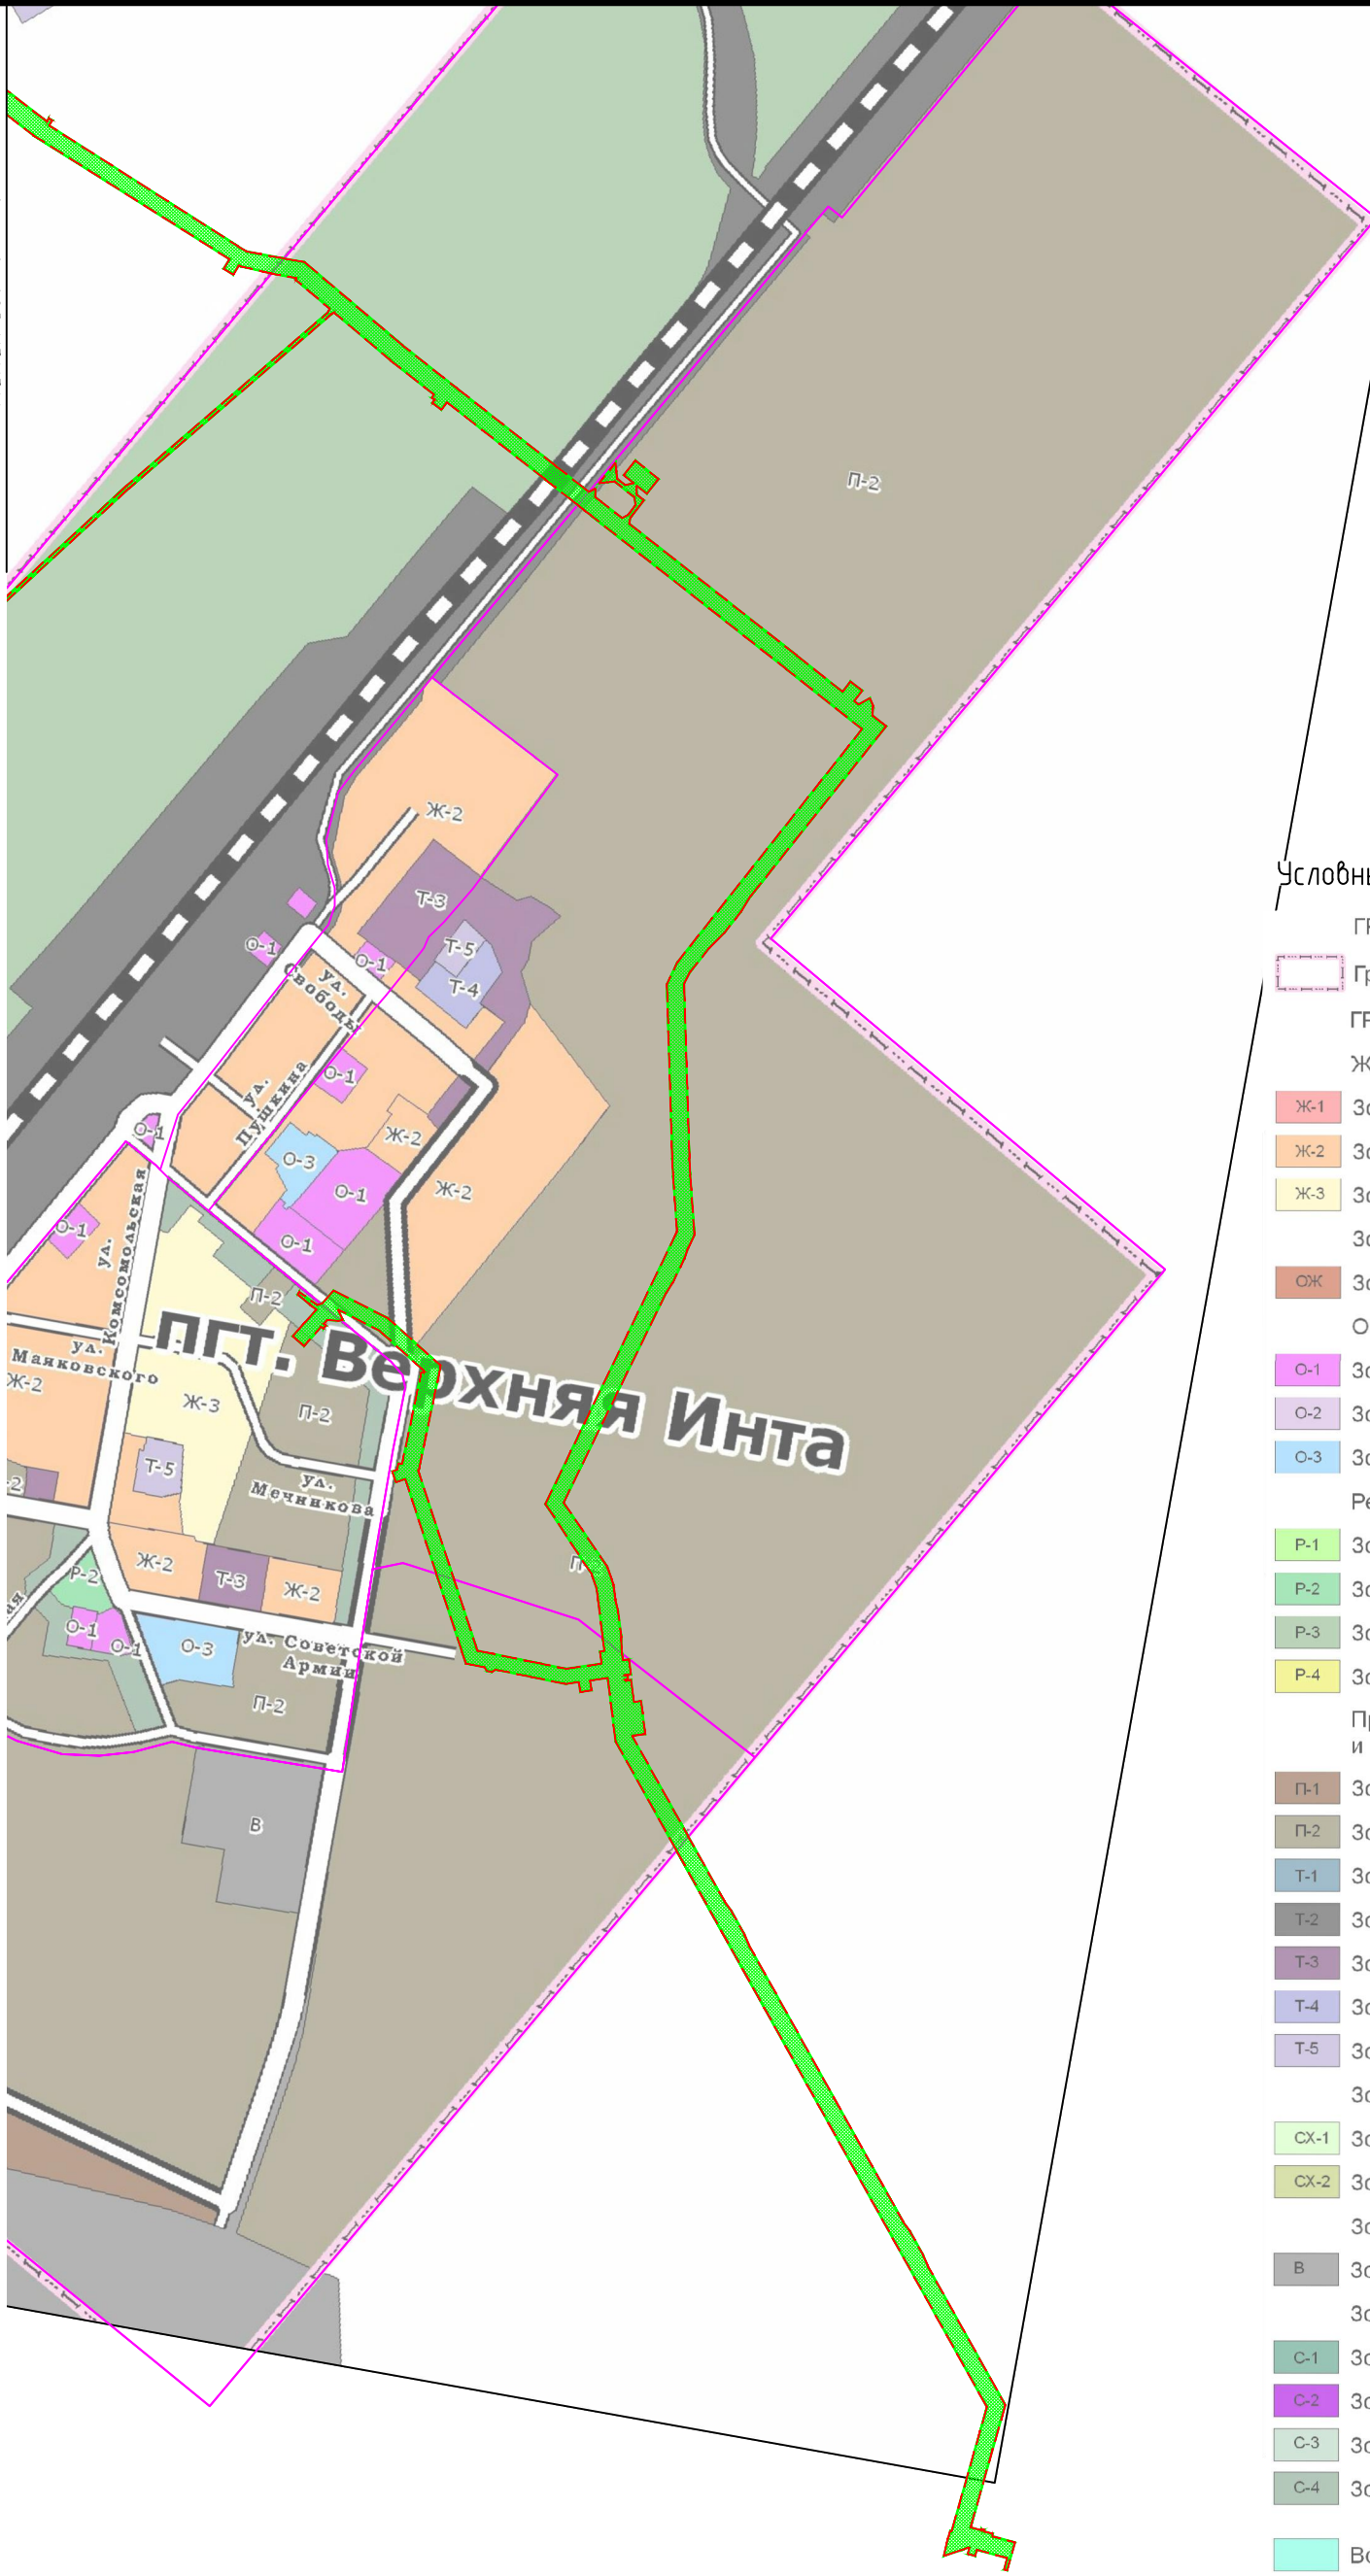 П-2
Ж-2
Т-3
О-1
Т-5
О-1
ул.
Свободы
Т-4
О-1
ул.
Пушкина
О-1
Ж-2
О-3
О-1
Ж-2
О-1
О-1
ул.
Комсомольская
П-2
пгт. Верхняя Инта
ул.
Маяковского
Ж-2
Ж-3
П-2
Т-5
ул.
Мечникова
Ж-2
Т-3
Ж-2
Р-2
О-1
О-1
О-3
ул. Советской
Армии
П-2
В
Ж-1
Ж-2
Ж-3
ОЖ
О-1
О-2
О-3
Р-1
Р-2
Р-3
Р-4
и
П-1
П-2
Т-1
Т-2
Т-3
Т-4
Т-5
СХ-1
СХ-2
В
С-1
С-2
С-3
С-4